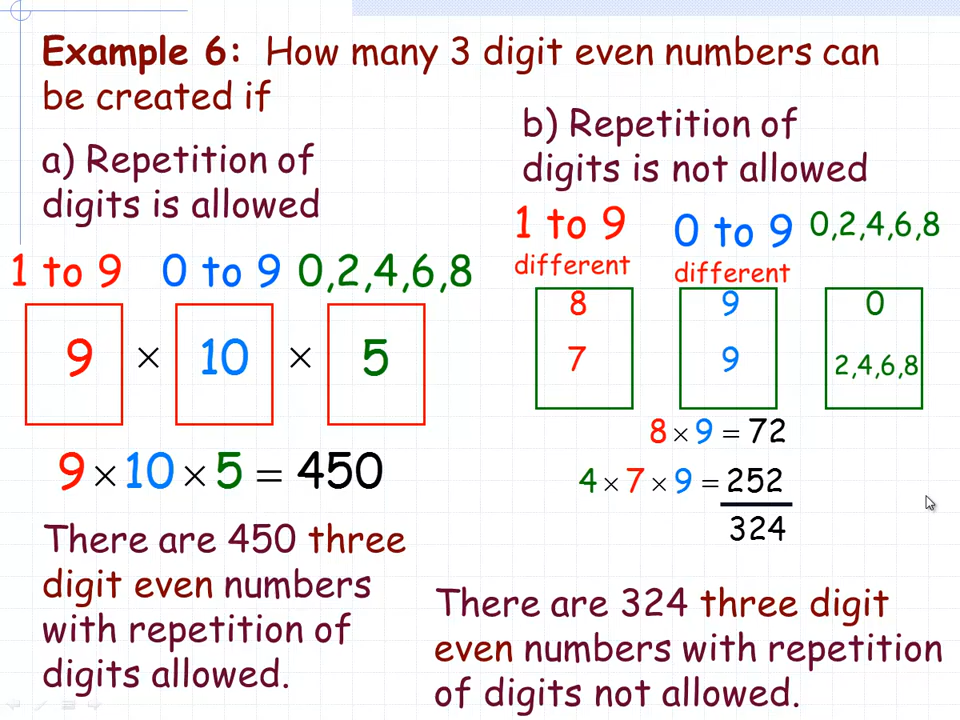 Example 6: How many 3 digit even numbers can
be created if
a) Repetition of
digits is allowed
1 to 9 0 to 9 0,2,4,6,8
9 × 10 × 5
9 × 10 × 5 = 450
There are 450 three
digit even numbers
with repetition of
digits allowed.
b) Repetition of
digits is not allowed
1 to 9 0 to 9 0,2,4,6,8
different different
8 9 0
7 9 2,4,6,8
8 × 9 = 72
4 × 7 × 9 = 252
324
There are 324 three digit
even numbers with repetition
of digits not allowed.